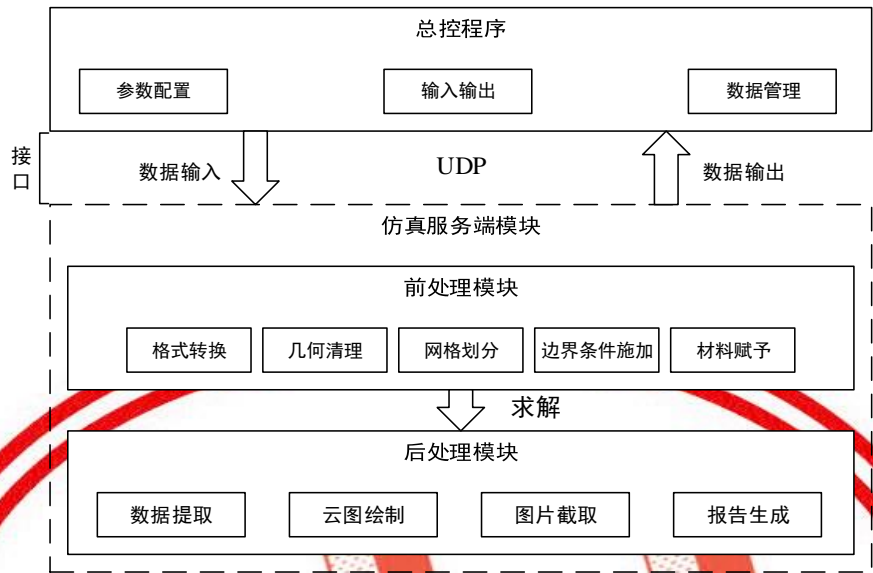 总控程序
参数配置
输入输出
数据管理
接口
数据输入
UDP
数据输出
仿真服务端模块
前处理模块
格式转换
几何清理
网格划分
边界条件施加
材料赋予
求解
后处理模块
数据提取
云图绘制
图片截取
报告生成